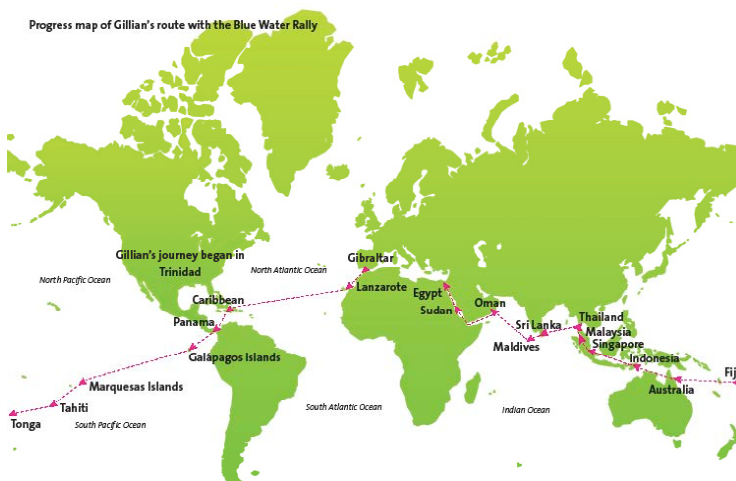 Progress map of Gillian's route with the Blue Water Rally
Gillian's journey began in
Trinidad
North Pacific Ocean
North Atlantic Ocean
Gibraltar
Lanzarote
Caribbean
Panama
Galapagos Islands
Marquesas Islands
Tahiti
Tonga
South Pacific Ocean
South Atlantic Ocean
Egypt
Sudan
Oman
Maldives
Sri Lanka
Thailand
Malaysia
Singapore
Indonesia
Indian Ocean
Australia
Fij